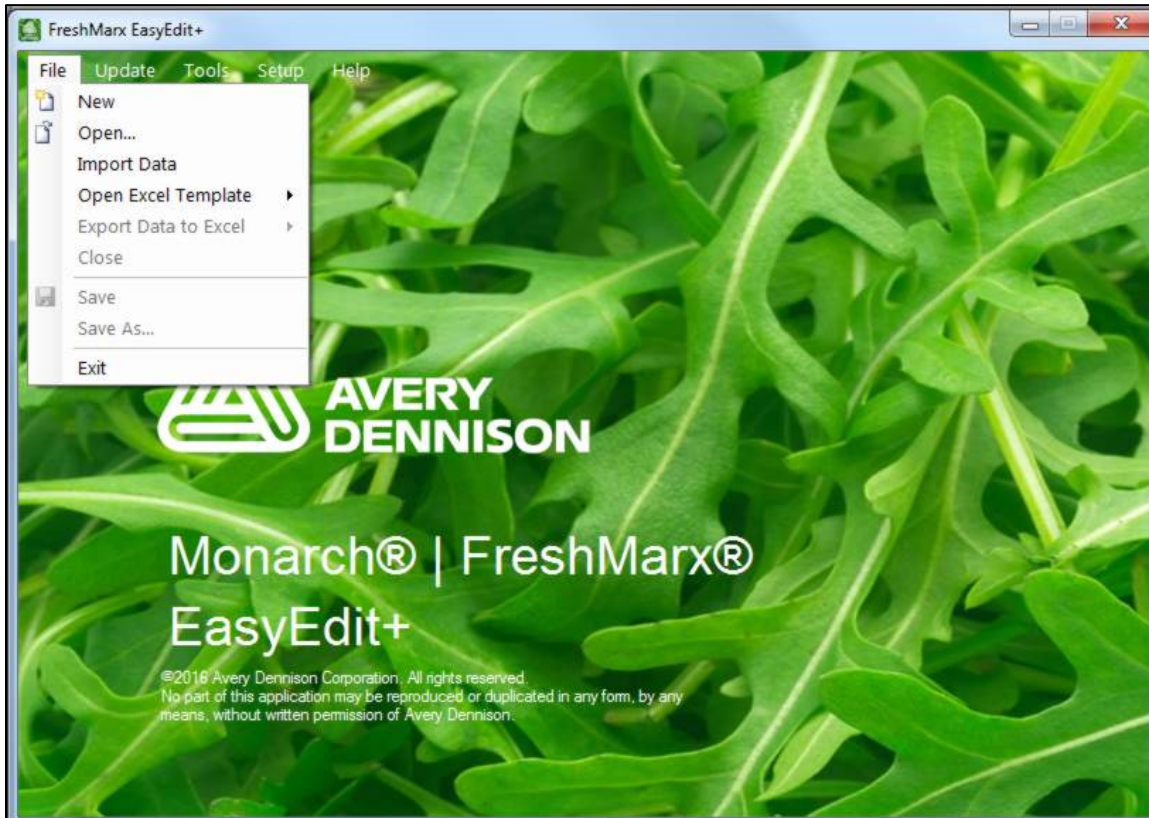 FreshMarx EasyEdit+
File Update Tools Setup Help
New
Open...
Import Data
Open Excel Template
Export Data to Excel
Close
Save
Save As...
Exit
AVERY
DENNISON
Monarch® | FreshMarx®
EasyEdit+
©2016 Avery Dennison Corporation. All rights reserved.
No part of this application may be reproduced or duplicated in any form, by any
means, without written permission of Avery Dennison.